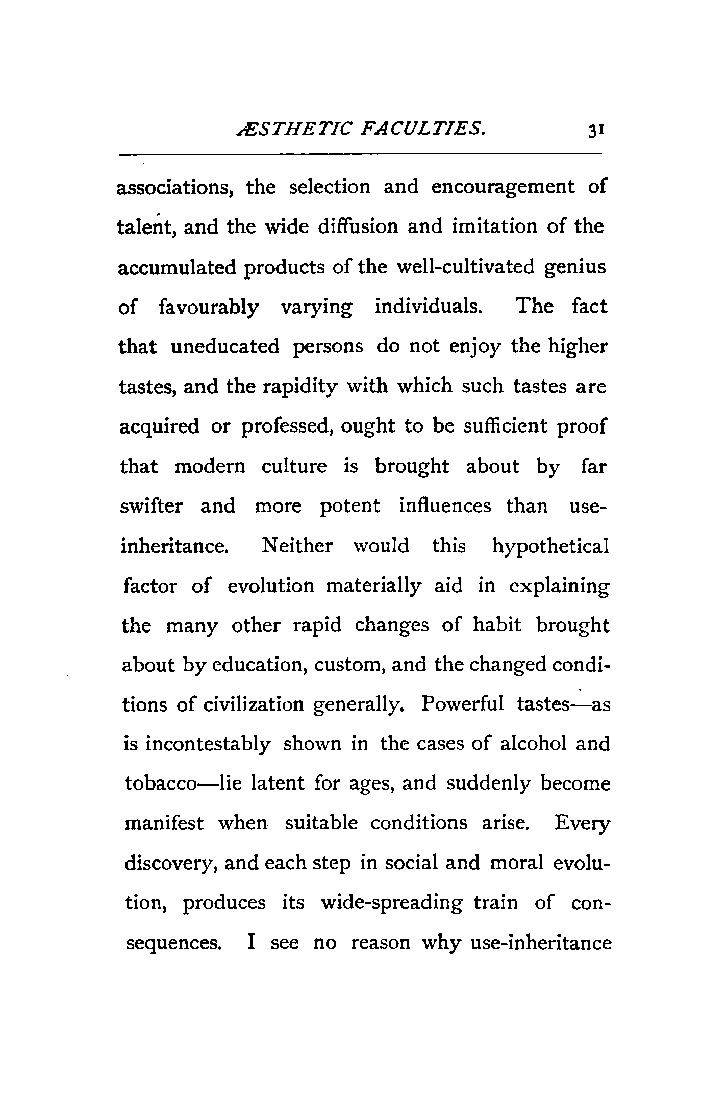 ÆSTHETIC FACULTIES. 31
associations, the selection and encouragement of
talent, and the wide diffusion and imitation of the
accumulated products of the well-cultivated genius
of favourably varying individuals. The fact
that uneducated persons do not enjoy the higher
tastes, and the rapidity with which such tastes are
acquired or professed, ought to be sufficient proof
that modern culture is brought about by far
swifter and more potent influences than use-
inheritance. Neither would this hypothetical
factor of evolution materially aid in explaining
the many other rapid changes of habit brought
about by education, custom, and the changed condi-
tions of civilization generally. Powerful tastes—as
is incontestably shown in the cases of alcohol and
tobacco—lie latent for ages, and suddenly become
manifest when suitable conditions arise. Every
discovery, and each step in social and moral evolu-
tion, produces its wide-spreading train of con-
sequences. I see no reason why use-inheritance